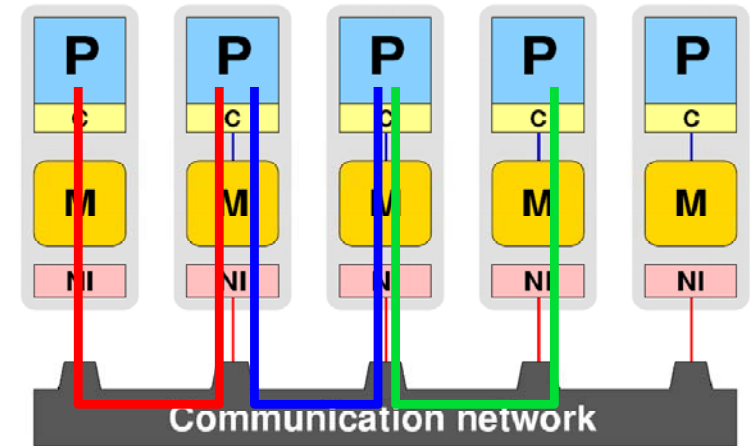 P P P P P
C C C C C
M M M M M
NI NI NI NI NI
Communication network